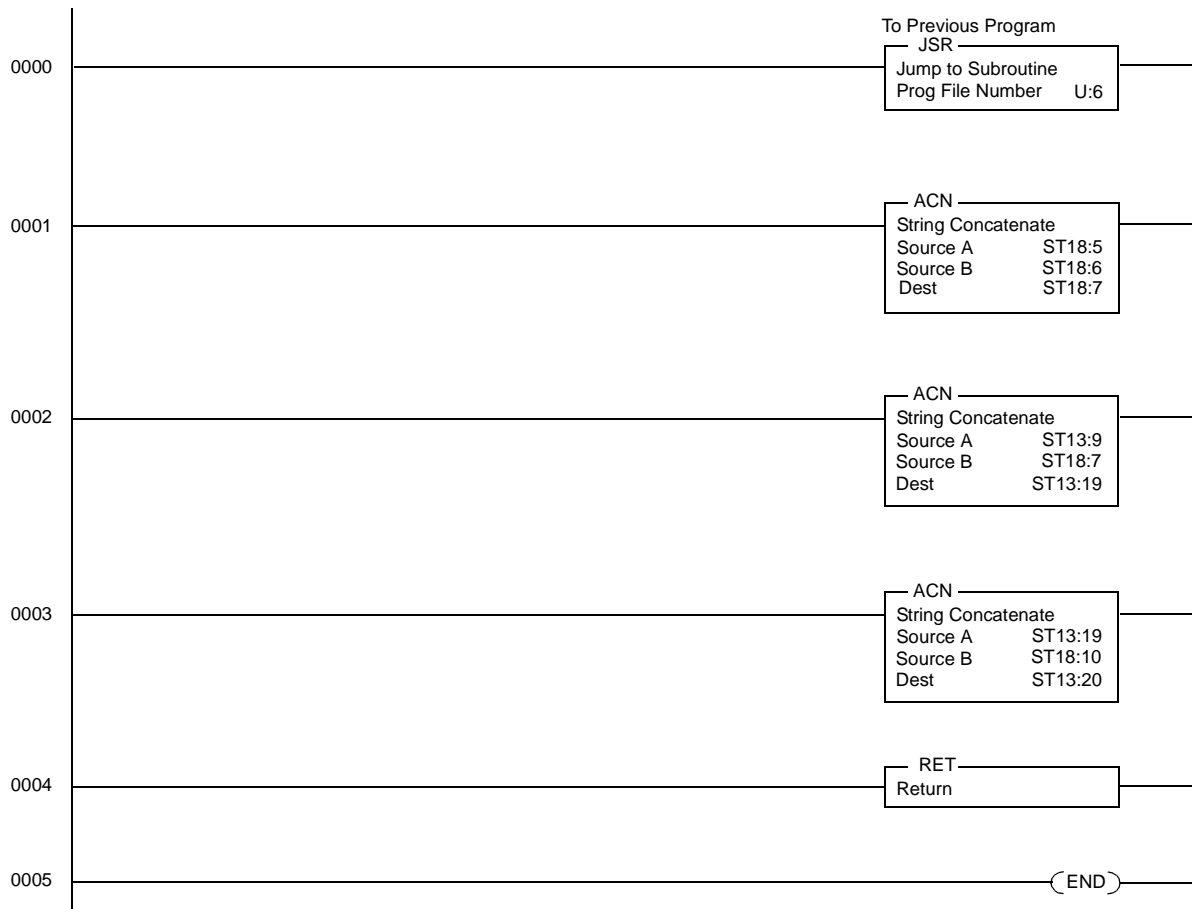 To Previous Program
JSR
0000
Jump to Subroutine
Prog File Number U:6
ACN
0001
String Concatenate
Source A ST18:5
Source B ST18:6
Dest ST18:7
ACN
0002
String Concatenate
Source A ST13:9
Source B ST18:7
Dest ST13:19
ACN
0003
String Concatenate
Source A ST13:19
Source B ST18:10
Dest ST13:20
RET
0004
Return
0005
END